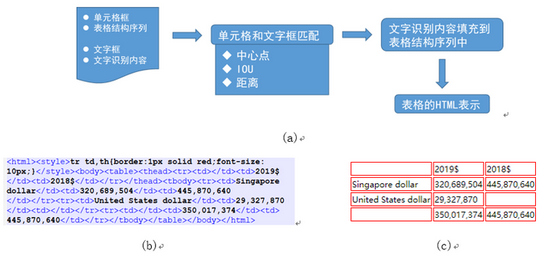 单元格框
表格结构序列
文字框
文字识别内容
单元格和文字框匹配
中心点
IOU
距离
文字识别内容填充到
表格结构序列中
表格的HTML表示
(a)
<html><style>tr td,th{border:1px solid red;font-size:
10px;}</style><body><table><thead><tr><td></td><td>2019$
</td><td>2018$</td></tr></thead><tbody><tr><td>Singapore
dollar</td><td>320,689,504</td><td>445,870,640
</td></tr><tr><td>United States dollar</td><td>29,327,870
</td><td></td></tr><tr><td></td><td>350,017,374</td><td>
445,870,640</td></tr></tbody></table></body></html>
(b)
2019$ 2018$
Singapore dollar 320,689,504 445,870,640
United States dollar 29,327,870
350,017,374 445,870,640
(c)